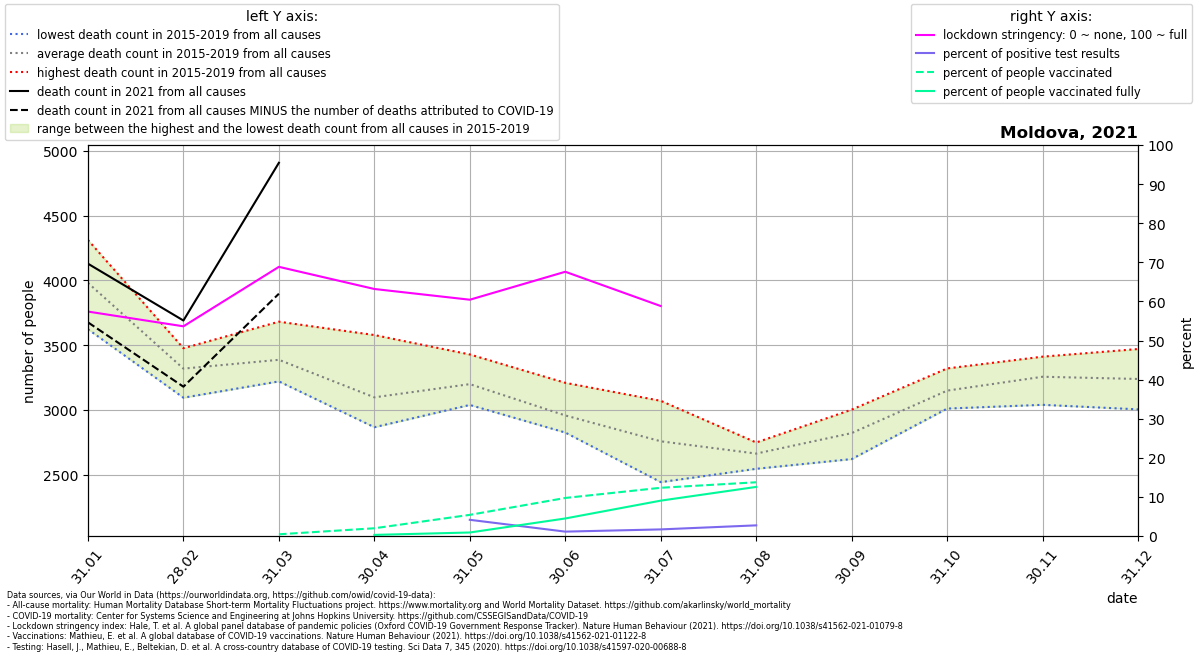 left Y axis:
lowest death count in 2015-2019 from all causes
average death count in 2015-2019 from all causes
highest death count in 2015-2019 from all causes
death count in 2021 from all causes
death count in 2021 from all causes MINUS the number of deaths attributed to COVID-19
range between the highest and the lowest death count from all causes in 2015-2019
right Y axis:
lockdown stringency: 0 ~ none, 100 ~ full
percent of positive test results
percent of people vaccinated
percent of people vaccinated fully
Moldova, 2021
5000
4500
4000
3500
3000
2500
number of people
100
90
80
70
60
50
40
30
20
10
0
percent
31.01
28.02
31.03
30.04
31.05
30.06
31.07
31.08
30.09
31.10
30.11
31.12
date
Data sources, via Our World in Data (https://ourworldindata.org, https://github.com/owid/covid-19-data):
- All-cause mortality: Human Mortality Database Short-term Mortality Fluctuations project. https://www.mortality.org and World Mortality Dataset. https://github.com/akarlinsky/world_mortality
- COVID-19 mortality: Center for Systems Science and Engineering at Johns Hopkins University. https://github.com/CSSEGISandData/COVID-19
- Lockdown stringency index: Hale, T. et al. A global panel database of pandemic policies (Oxford COVID-19 Government Response Tracker). Nature Human Behaviour (2021). https://doi.org/10.1038/s41562-021-01079-8
- Vaccinations: Mathieu, E. et al. A global database of COVID-19 vaccinations. Nature Human Behaviour (2021). https://doi.org/10.1038/s41562-021-01122-8
- Testing: Hasell, J., Mathieu, E., Beltekian, D. et al. A cross-country database of COVID-19 testing. Sci Data 7, 345 (2020). https://doi.org/10.1038/s41597-020-00688-8